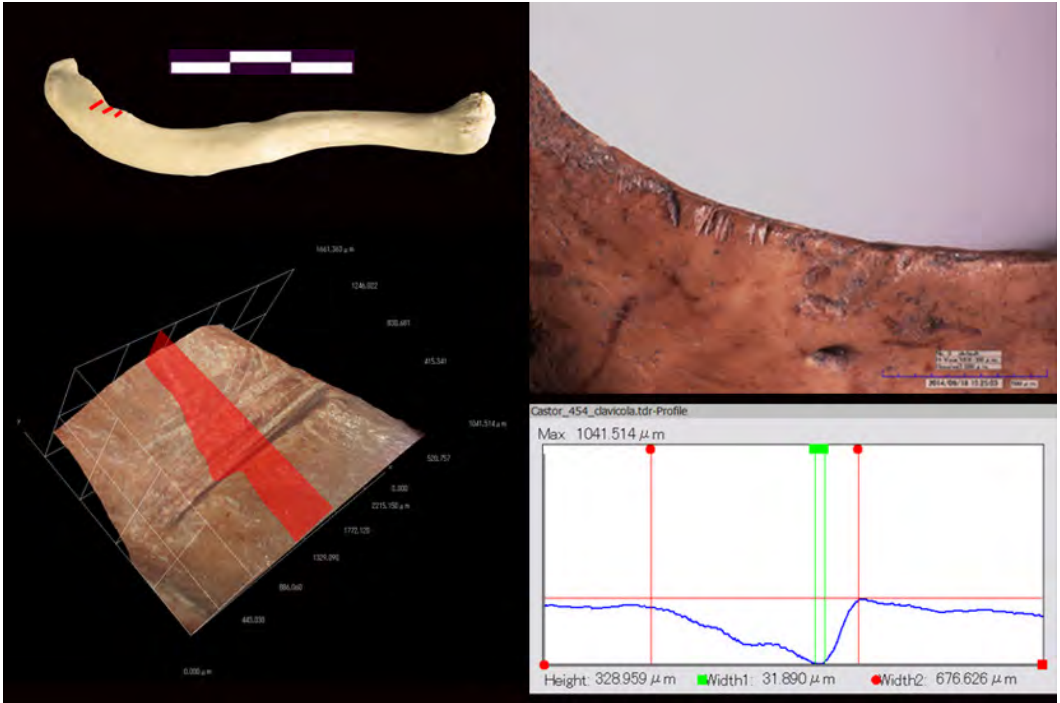 1661.363 μm
1246.022
830.681
415.341
1041.514 μm
520.757
0.000
2215.150 μm
1772.120
1329.090
886.060
443.030
0.000 μm
2014/09/18 15:25:03
Castor_454_clavicola.tdr-Profile
Max 1041.514 μm
Height: 328.959 μm Width1: 31.890 μm Width2: 676.626 μm